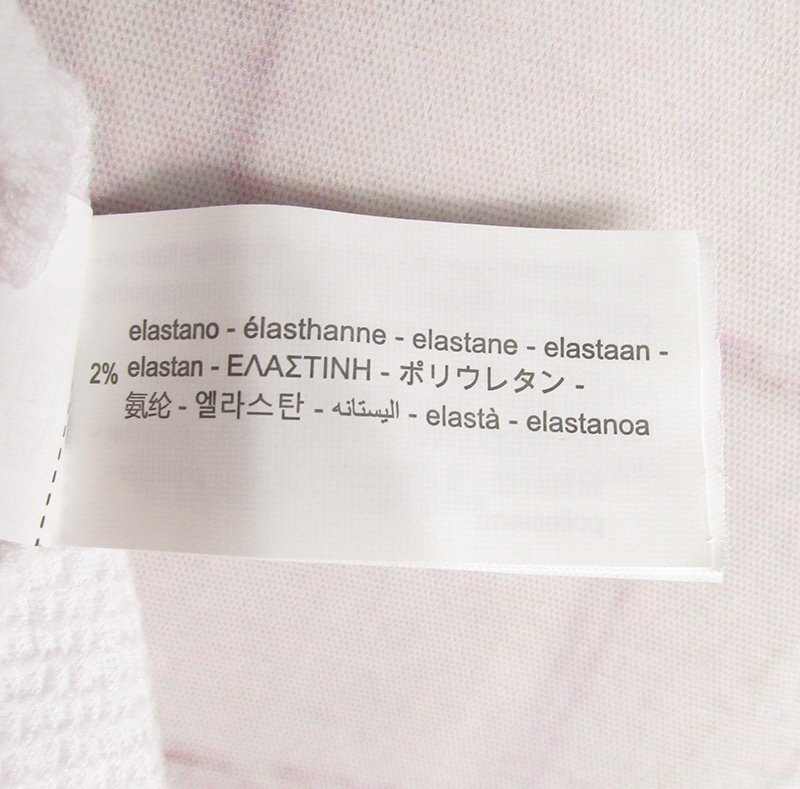 elastano - élasthanne - elastane - elastaan -
2% elastan - ΕΛΑΣΤΙΝΗ - ポリウレタン -
氨纶 - 엘라스탄 - اليستانه - elastà - elastanoa